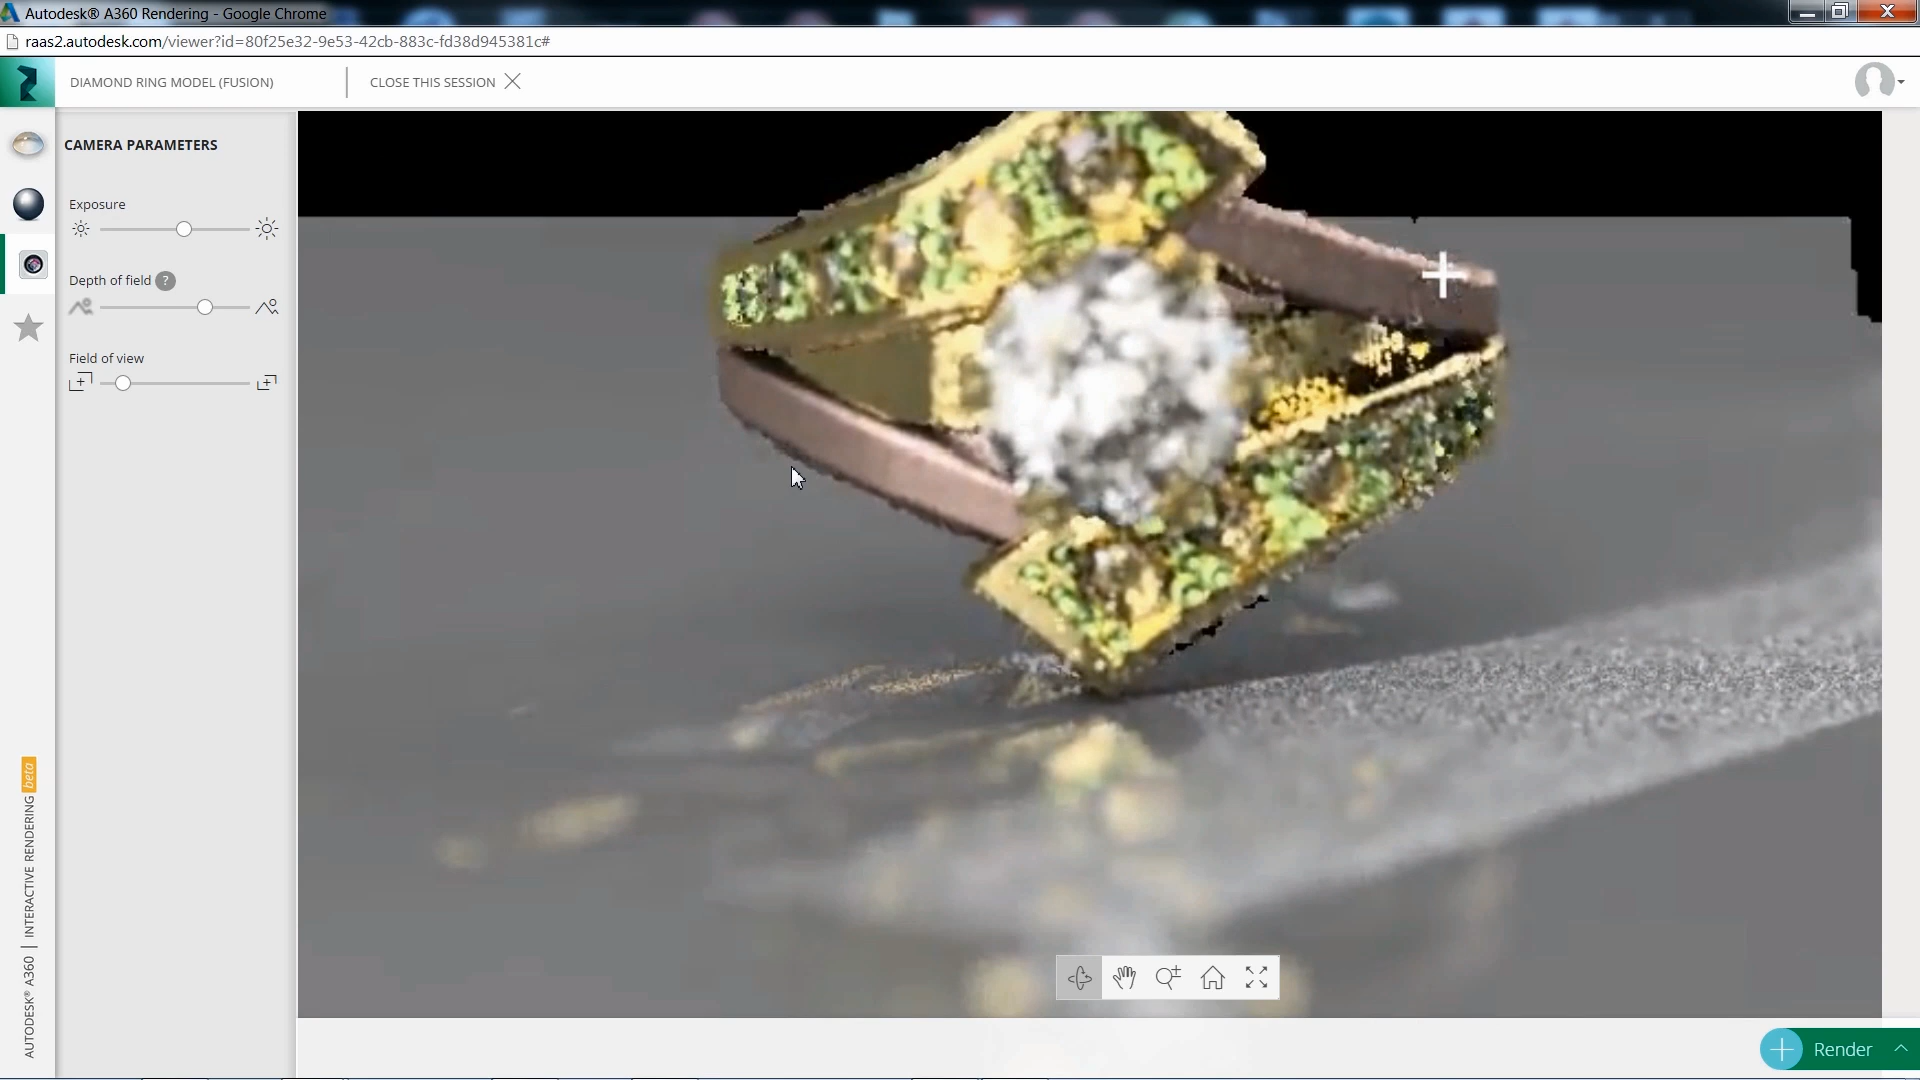 Autodesk® A360 Rendering - Google Chrome
raas2.autodesk.com/viewer?id=80f25e32-9e53-42cb-883c-fd38d945381c#
DIAMOND RING MODEL (FUSION)
CLOSE THIS SESSION
CAMERA PARAMETERS
Exposure
Depth of field ?
Field of view
AUTODESK® A360 | INTERACTIVE RENDERING beta
Render